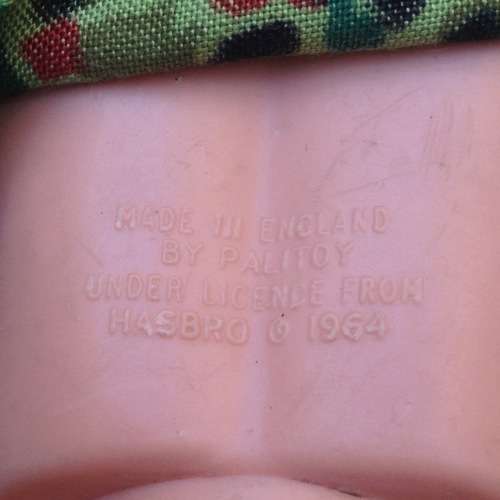 MADE IN ENGLAND
BY PALITOY
UNDER LICENCE FROM
HASBRO © 1964